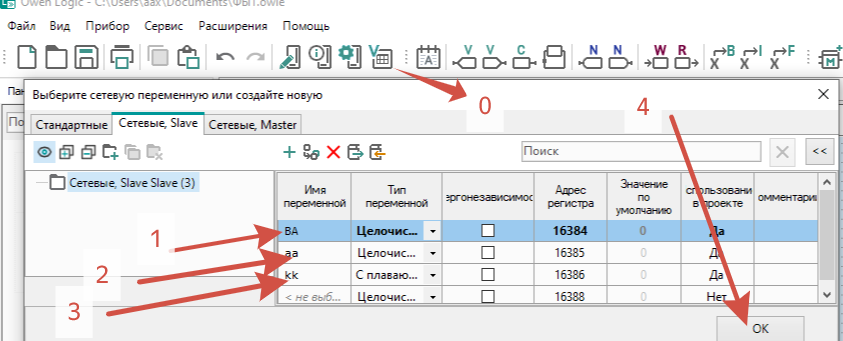 Owen Logic - C:\Users\aax\Documents\ФБП.owle
Файл Вид Прибор Сервис Расширения Помощь
V V V C N N W R B I F
A X X X M
Выберите сетевую переменную или создайте новую
0
4
Стандартные Сетевые, Slave Сетевые, Master
Поиск
<<
Сетевые, Slave Slave (3)
Имя переменной
Тип переменной
ергонезависимос
Адрес регистра
Значение по умолчанию
спользовани в проекте
омментарии
1
BA Целочис... 16384 0 Да
2
aa Целочис... 16385 0 Да
3
kk С плаваю... 16386 0 Да
< не выб... Целочис... 16388 0 Нет
OK